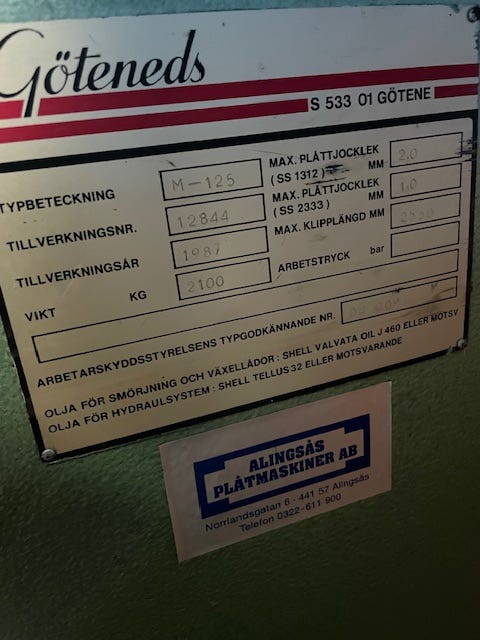 Göteneds
S 533 01 GÖTENE
TYPBETECKNING M-125
TILLVERKNINGSNR. 12844
TILLVERKNINGSÅR 1987
VIKT KG 2100
MAX. PLÅTTJOCKLEK
(SS 1312) MM 2.0
MAX. PLÅTTJOCKLEK
(SS 2333) MM 1.0
MAX. KLIPPLÄNGD MM
ARBETSTRYCK bar
ARBETARSKYDDSSTYRELSENS TYPGODKÄNNANDE NR.
OLJA FÖR SMÖRJNING OCH VÄXELLÅDOR: SHELL VALVATA OIL J 460 ELLER MOTSV
OLJA FÖR HYDRAULSYSTEM: SHELL TELLUS 32 ELLER MOTSVARANDE
ALINGSÅS
PLÅTMASKINER AB
Norrlandsgatan 6 · 441 57 Alingsås
Telefon 0322-611 900